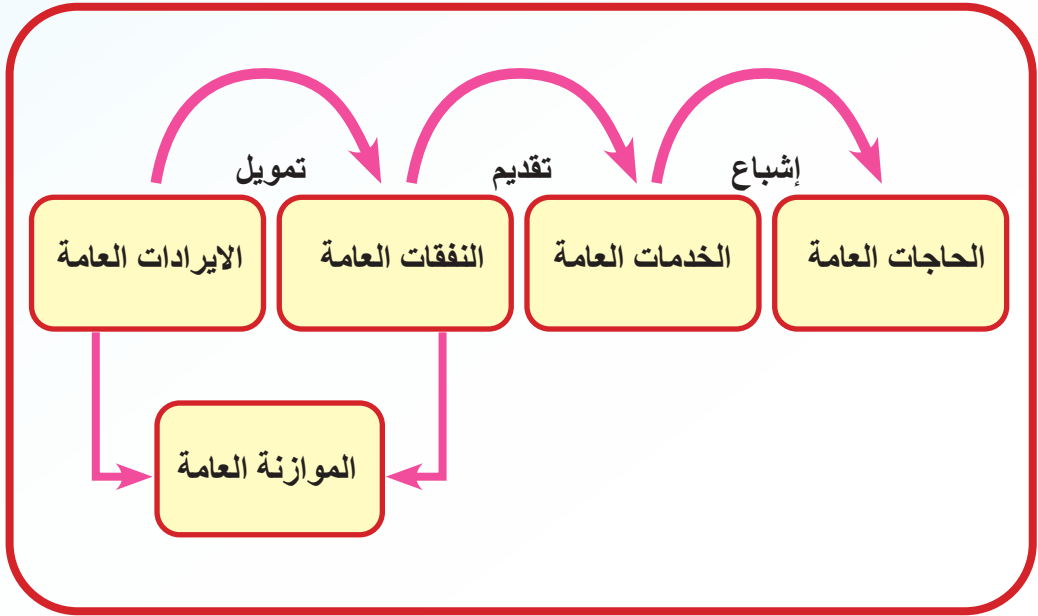 إشباع
تقديم
تمويل
الحاجات العامة
الخدمات العامة
النفقات العامة
الايرادات العامة
الموازنة العامة